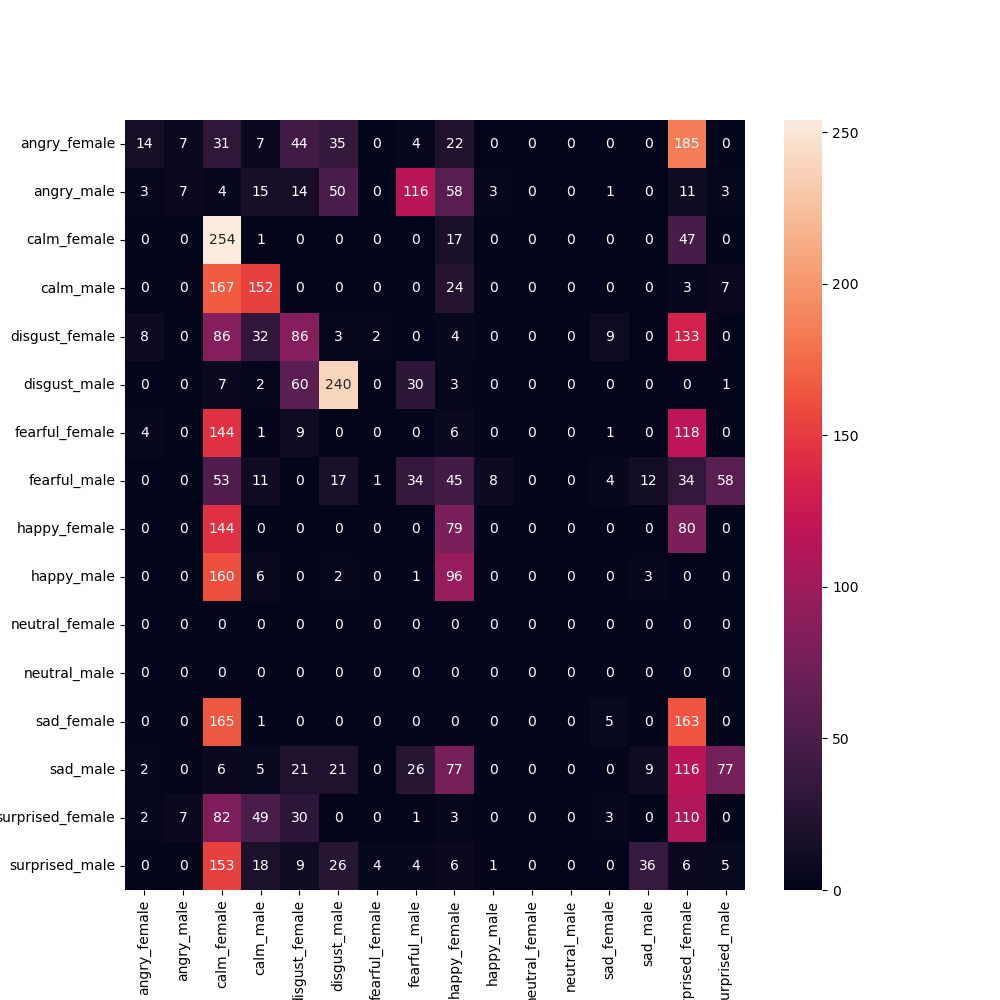 angry_female 14 7 31 7 44 35 0 4 22 0 0 0 0 0 185 0
angry_male 3 7 4 15 14 50 0 116 58 3 0 0 1 0 11 3
calm_female 0 0 254 1 0 0 0 0 17 0 0 0 0 0 47 0
calm_male 0 0 167 152 0 0 0 0 24 0 0 0 0 0 3 7
disgust_female 8 0 86 32 86 3 2 0 4 0 0 0 9 0 133 0
disgust_male 0 0 7 2 60 240 0 30 3 0 0 0 0 0 0 1
fearful_female 4 0 144 1 9 0 0 0 6 0 0 0 1 0 118 0
fearful_male 0 0 53 11 0 17 1 34 45 8 0 0 4 12 34 58
happy_female 0 0 144 0 0 0 0 0 79 0 0 0 0 0 80 0
happy_male 0 0 160 6 0 2 0 1 96 0 0 0 0 3 0 0
neutral_female 0 0 0 0 0 0 0 0 0 0 0 0 0 0 0 0
neutral_male 0 0 0 0 0 0 0 0 0 0 0 0 0 0 0 0
sad_female 0 0 165 1 0 0 0 0 0 0 0 0 5 0 163 0
sad_male 2 0 6 5 21 21 0 26 77 0 0 0 0 9 116 77
surprised_female 2 7 82 49 30 0 0 1 3 0 0 0 3 0 110 0
surprised_male 0 0 153 18 9 26 4 4 6 1 0 0 0 36 6 5
angry_female
angry_male
calm_female
calm_male
disgust_female
disgust_male
fearful_female
fearful_male
happy_female
happy_male
eutral_female
neutral_male
sad_female
sad_male
rprised_female
urprised_male
250
200
150
100
50
0